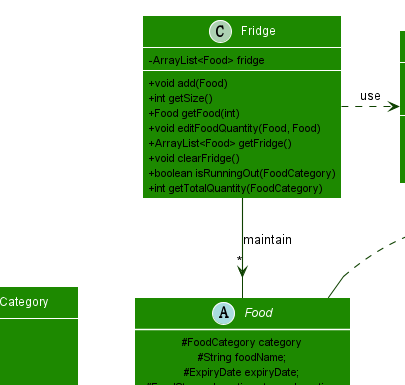 C Fridge
-ArrayList<Food> fridge
+void add(Food)
+int getSize()
+Food getFood(int)
+void editFoodQuantity(Food, Food)
+ArrayList<Food> getFridge()
+void clearFridge()
+boolean isRunningOut(FoodCategory)
+int getTotalQuantity(FoodCategory)
use
maintain
*
Category
A Food
#FoodCategory category
#String foodName;
#ExpiryDate expiryDate;